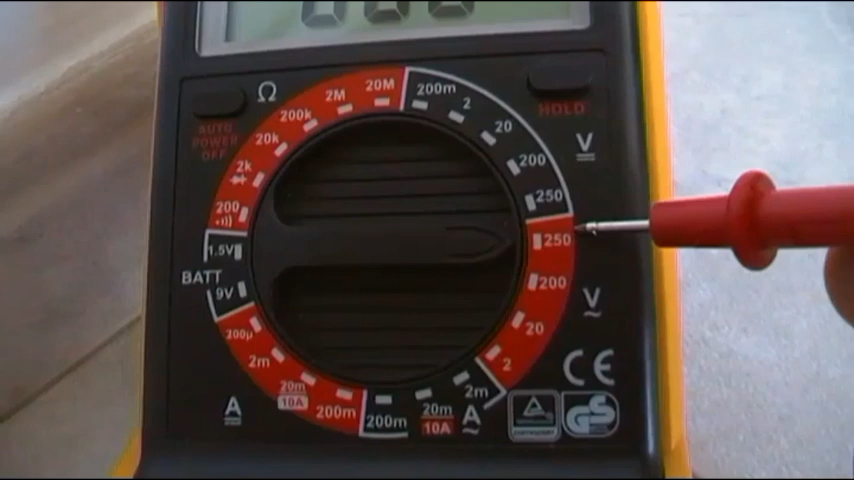 Ω
AUTO
POWER
OFF
HOLD
200m
2
20
200
250
V
250
200
20
2
V
2m
20m
10A
200m
A
200m
20m
10A
2m
200µ
A
9V
1.5V
BATT
200
2k
20k
200k
2M
20M
CE
GS